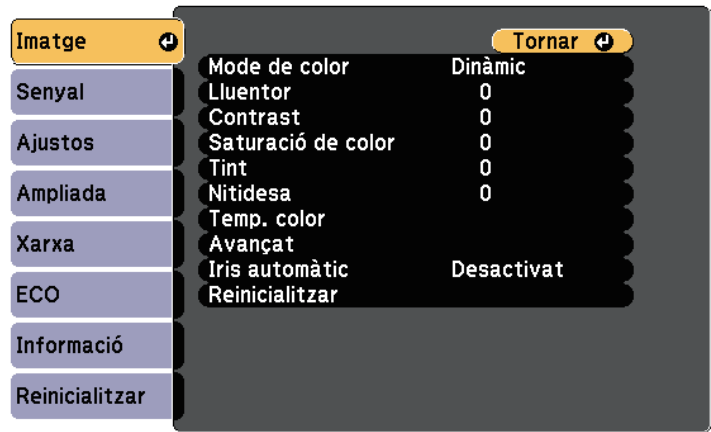 Imatge
Senyal
Ajustos
Ampliada
Xarxa
ECO
Informació
Reinicialitzar
Tornar
Mode de color Dinàmic
Lluentor 0
Contrast 0
Saturació de color 0
Tint 0
Nitidesa 0
Temp. color
Avançat
Iris automàtic Desactivat
Reinicialitzar